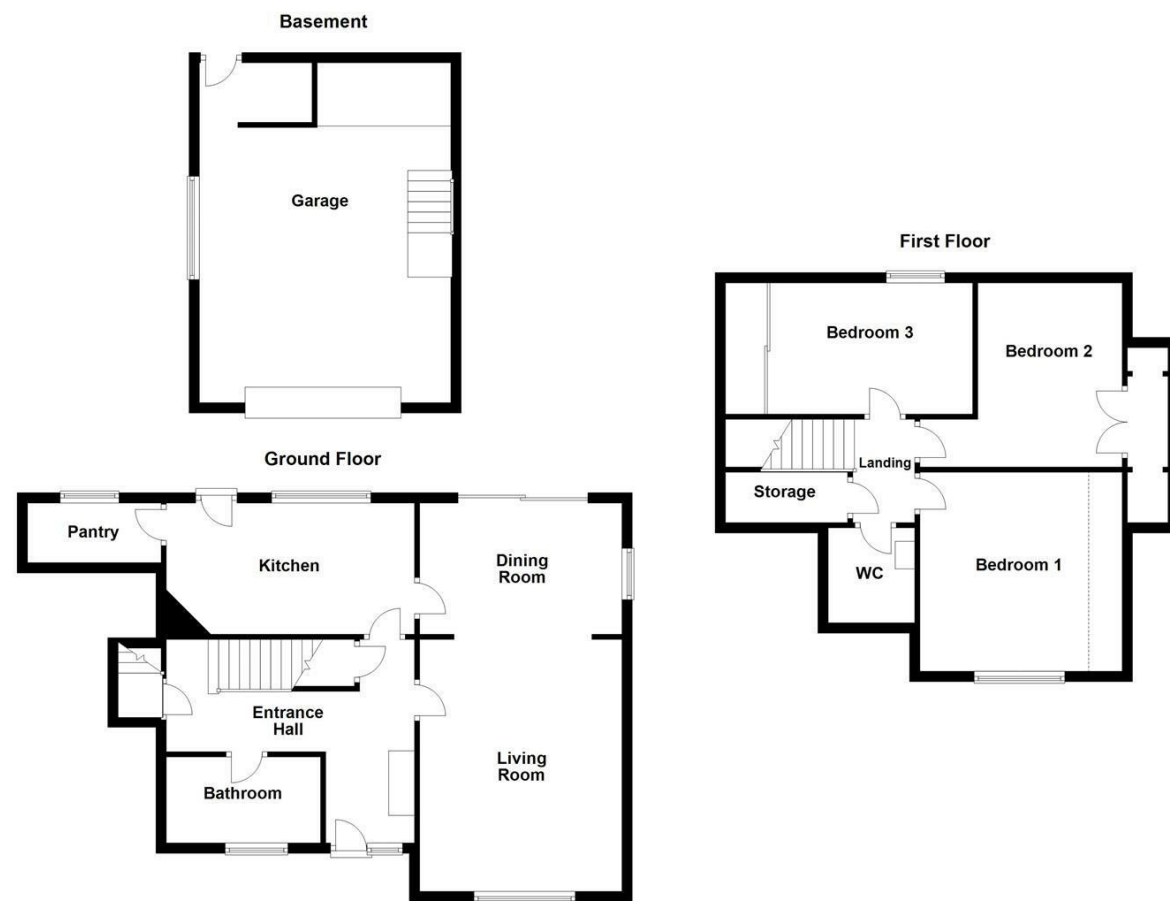 Basement
Garage
Ground Floor
Pantry
Kitchen
Dining
Room
Entrance
Hall
Living
Room
Bathroom
First Floor
Bedroom 3
Bedroom 2
Landing
Storage
WC
Bedroom 1